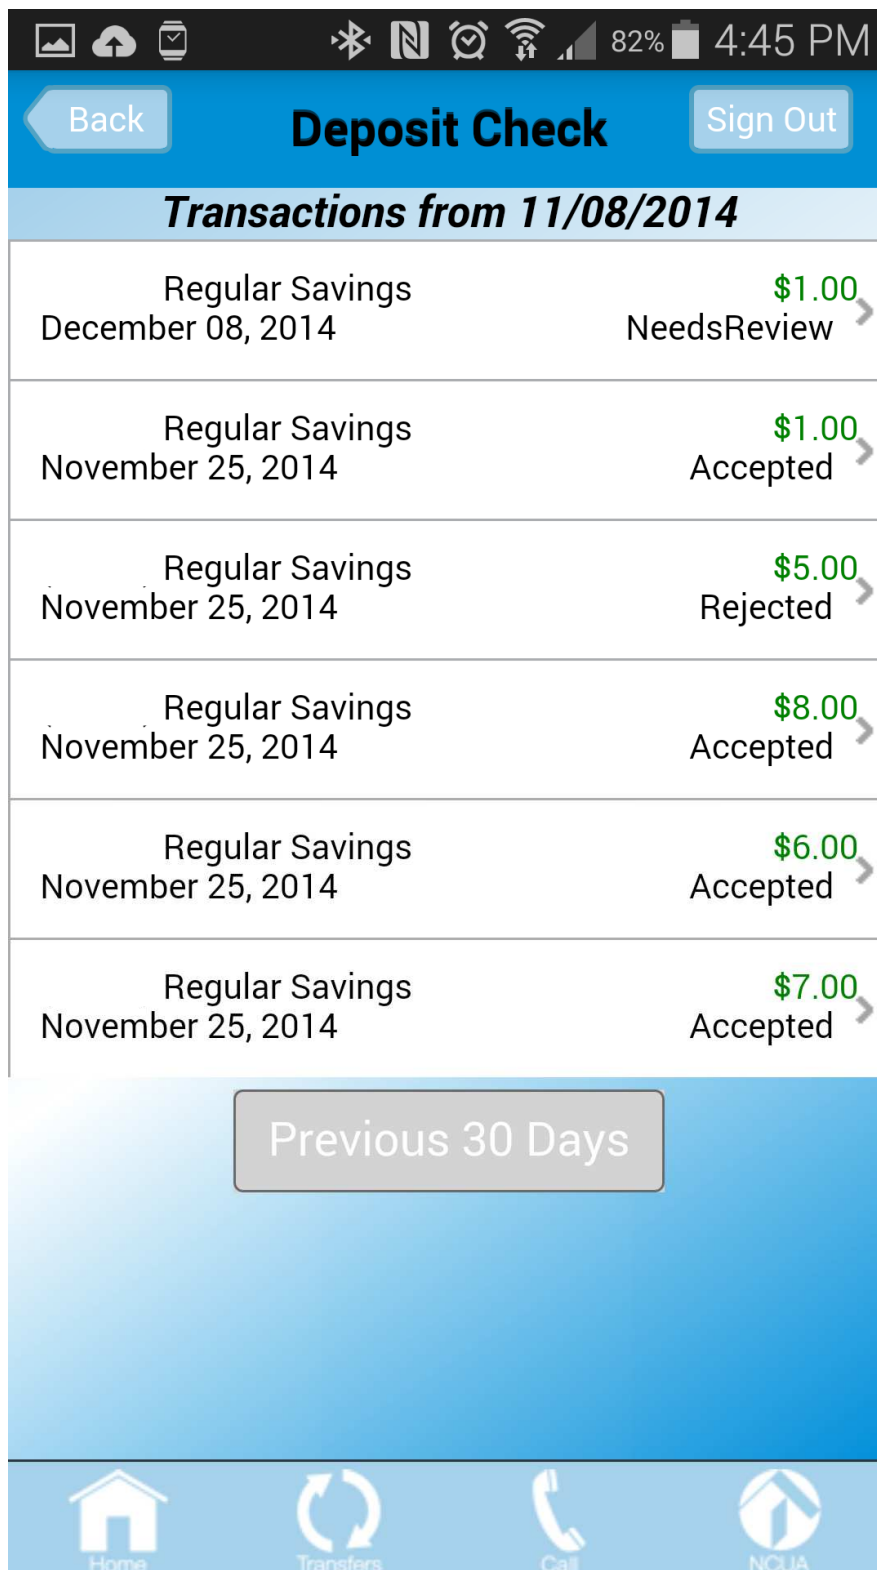 82% 4:45 PM
Back Deposit Check Sign Out
Transactions from 11/08/2014
Regular Savings $1.00
December 08, 2014 NeedsReview
Regular Savings $1.00
November 25, 2014 Accepted
Regular Savings $5.00
November 25, 2014 Rejected
Regular Savings $8.00
November 25, 2014 Accepted
Regular Savings $6.00
November 25, 2014 Accepted
Regular Savings $7.00
November 25, 2014 Accepted
Previous 30 Days
Home Transfers Call NCUA